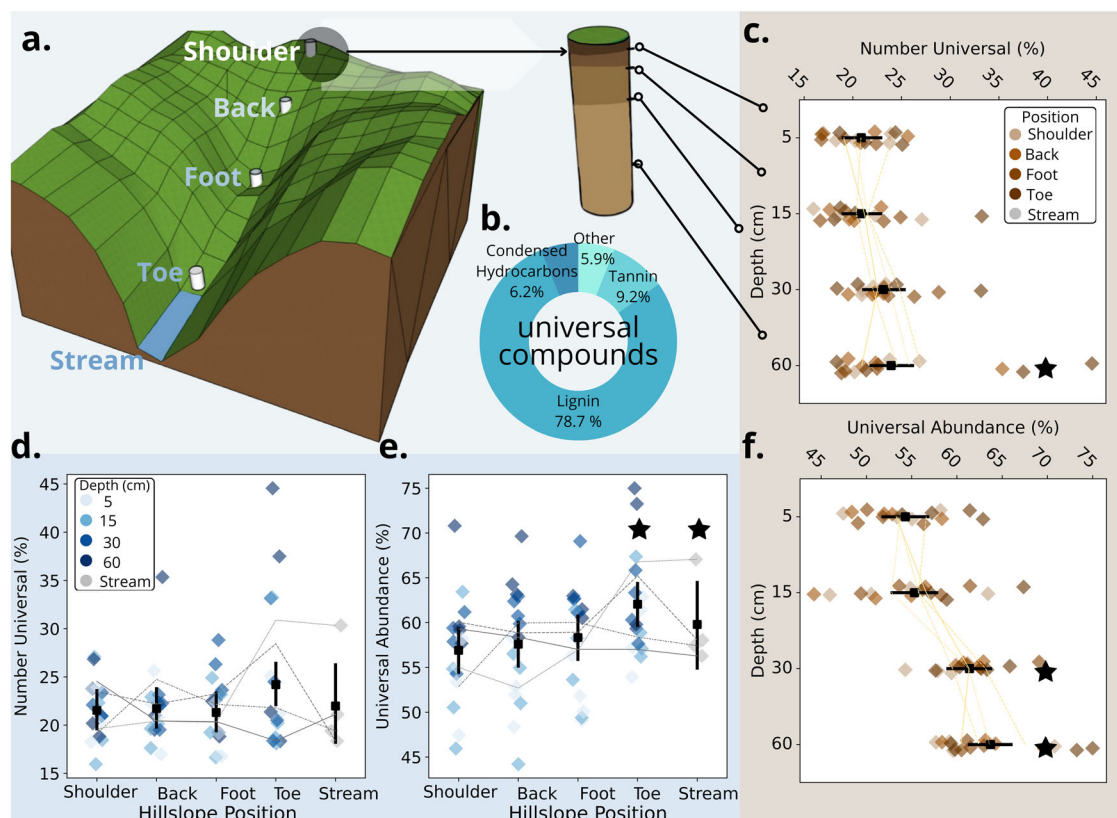 a.
Shoulder
Back
Foot
Toe
Stream
b.
Condensed
Hydrocarbons
6.2%
Other
5.9%
Tannin
9.2%
universal
compounds
Lignin
78.7 %
c.
Number Universal (%)
15 20 25 30 35 40 45
Position
Shoulder
Back
Foot
Toe
Stream
Depth (cm)
5
15
30
60
d.
Number Universal (%)
45
40
35
30
25
20
15
Depth (cm)
5
15
30
60
Stream
Shoulder Back Foot Toe Stream
Hillslope Position
e.
Universal Abundance (%)
75
70
65
60
55
50
45
Shoulder Back Foot Toe Stream
Hillslope Position
f.
Universal Abundance (%)
45 50 55 60 65 70 75
Depth (cm)
5
15
30
60